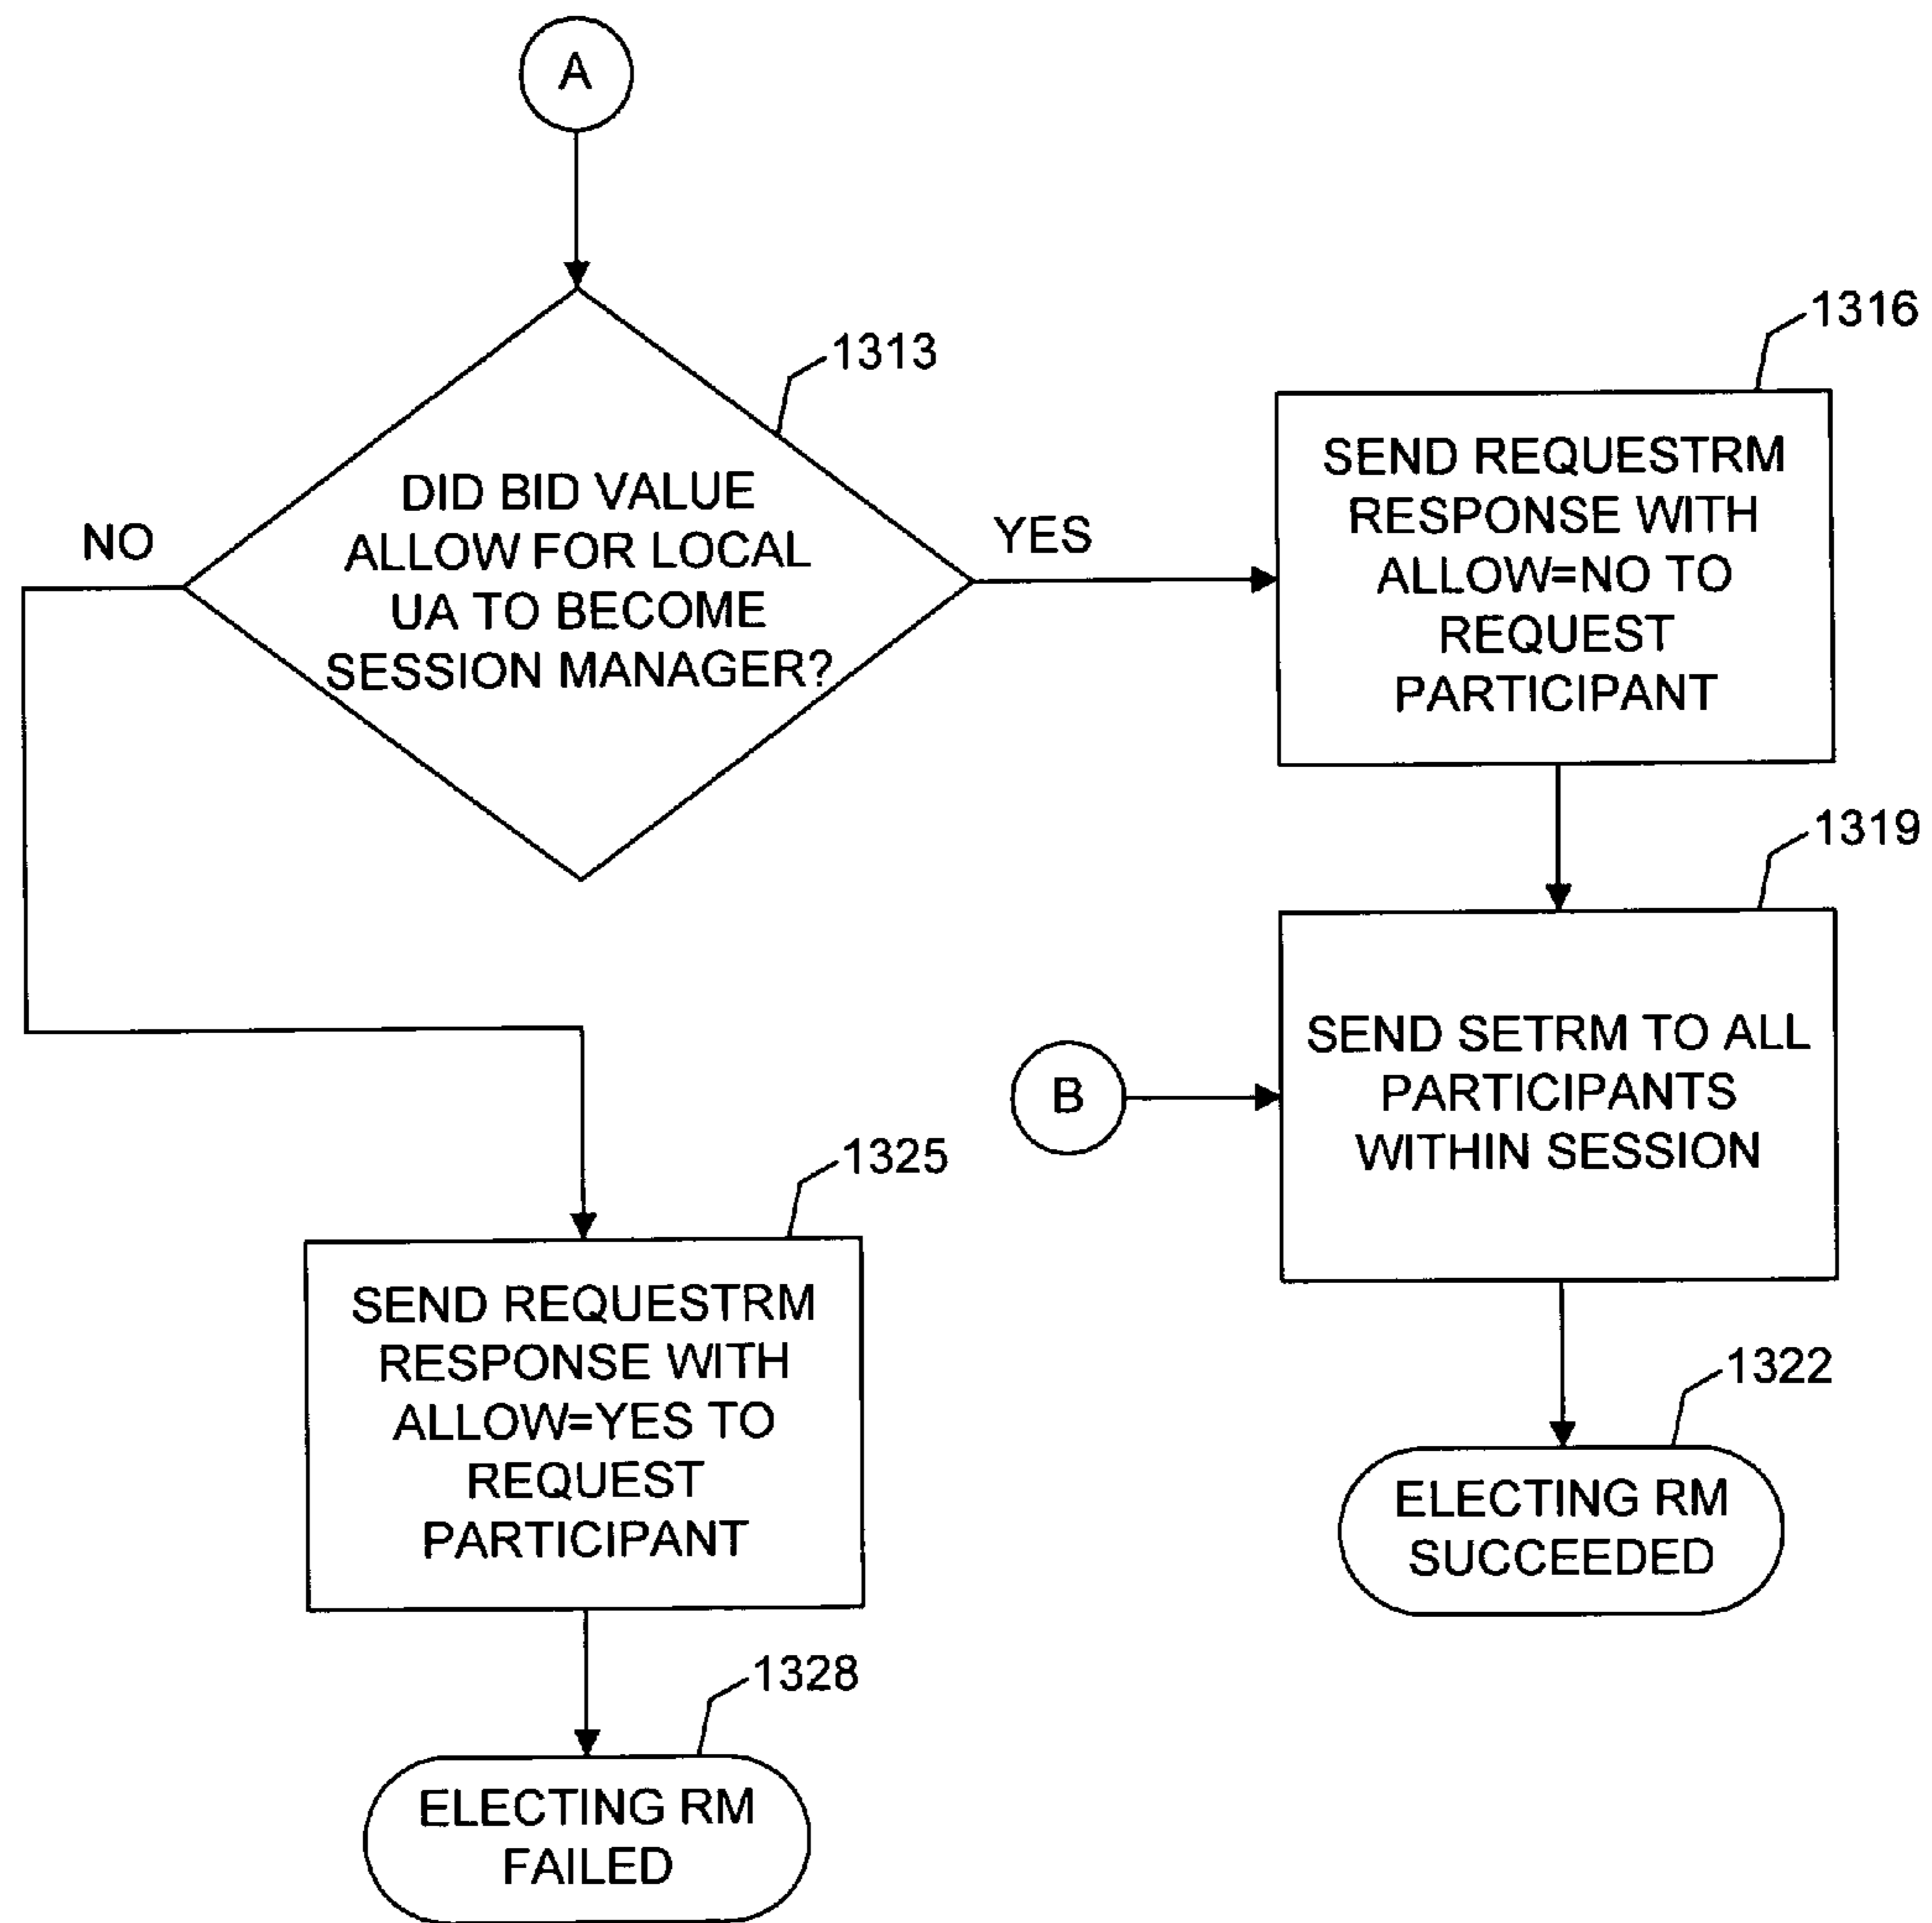 A
1313
DID BID VALUE
ALLOW FOR LOCAL
UA TO BECOME
SESSION MANAGER?
NO
YES
1316
SEND REQUESTRM
RESPONSE WITH
ALLOW=NO TO
REQUEST
PARTICIPANT
1319
SEND SETRM TO ALL
PARTICIPANTS
WITHIN SESSION
B
1322
ELECTING RM
SUCCEEDED
1325
SEND REQUESTRM
RESPONSE WITH
ALLOW=YES TO
REQUEST
PARTICIPANT
1328
ELECTING RM
FAILED